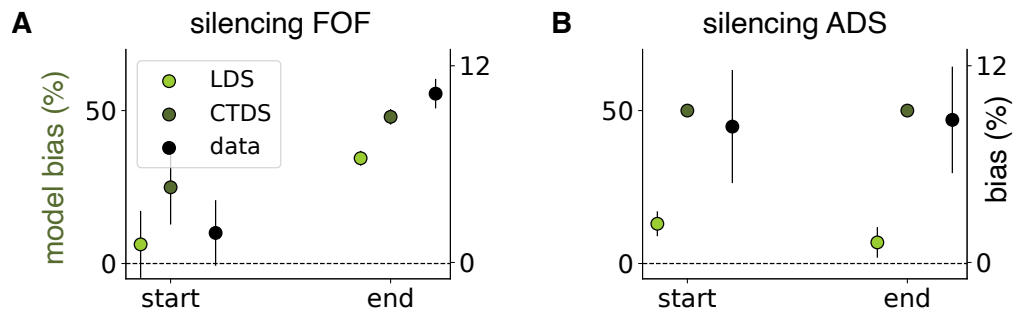 A
silencing FOF
model bias (%)
50
0
LDS
CTDS
data
12
0
start
end
B
silencing ADS
50
0
12
0
bias (%)
start
end